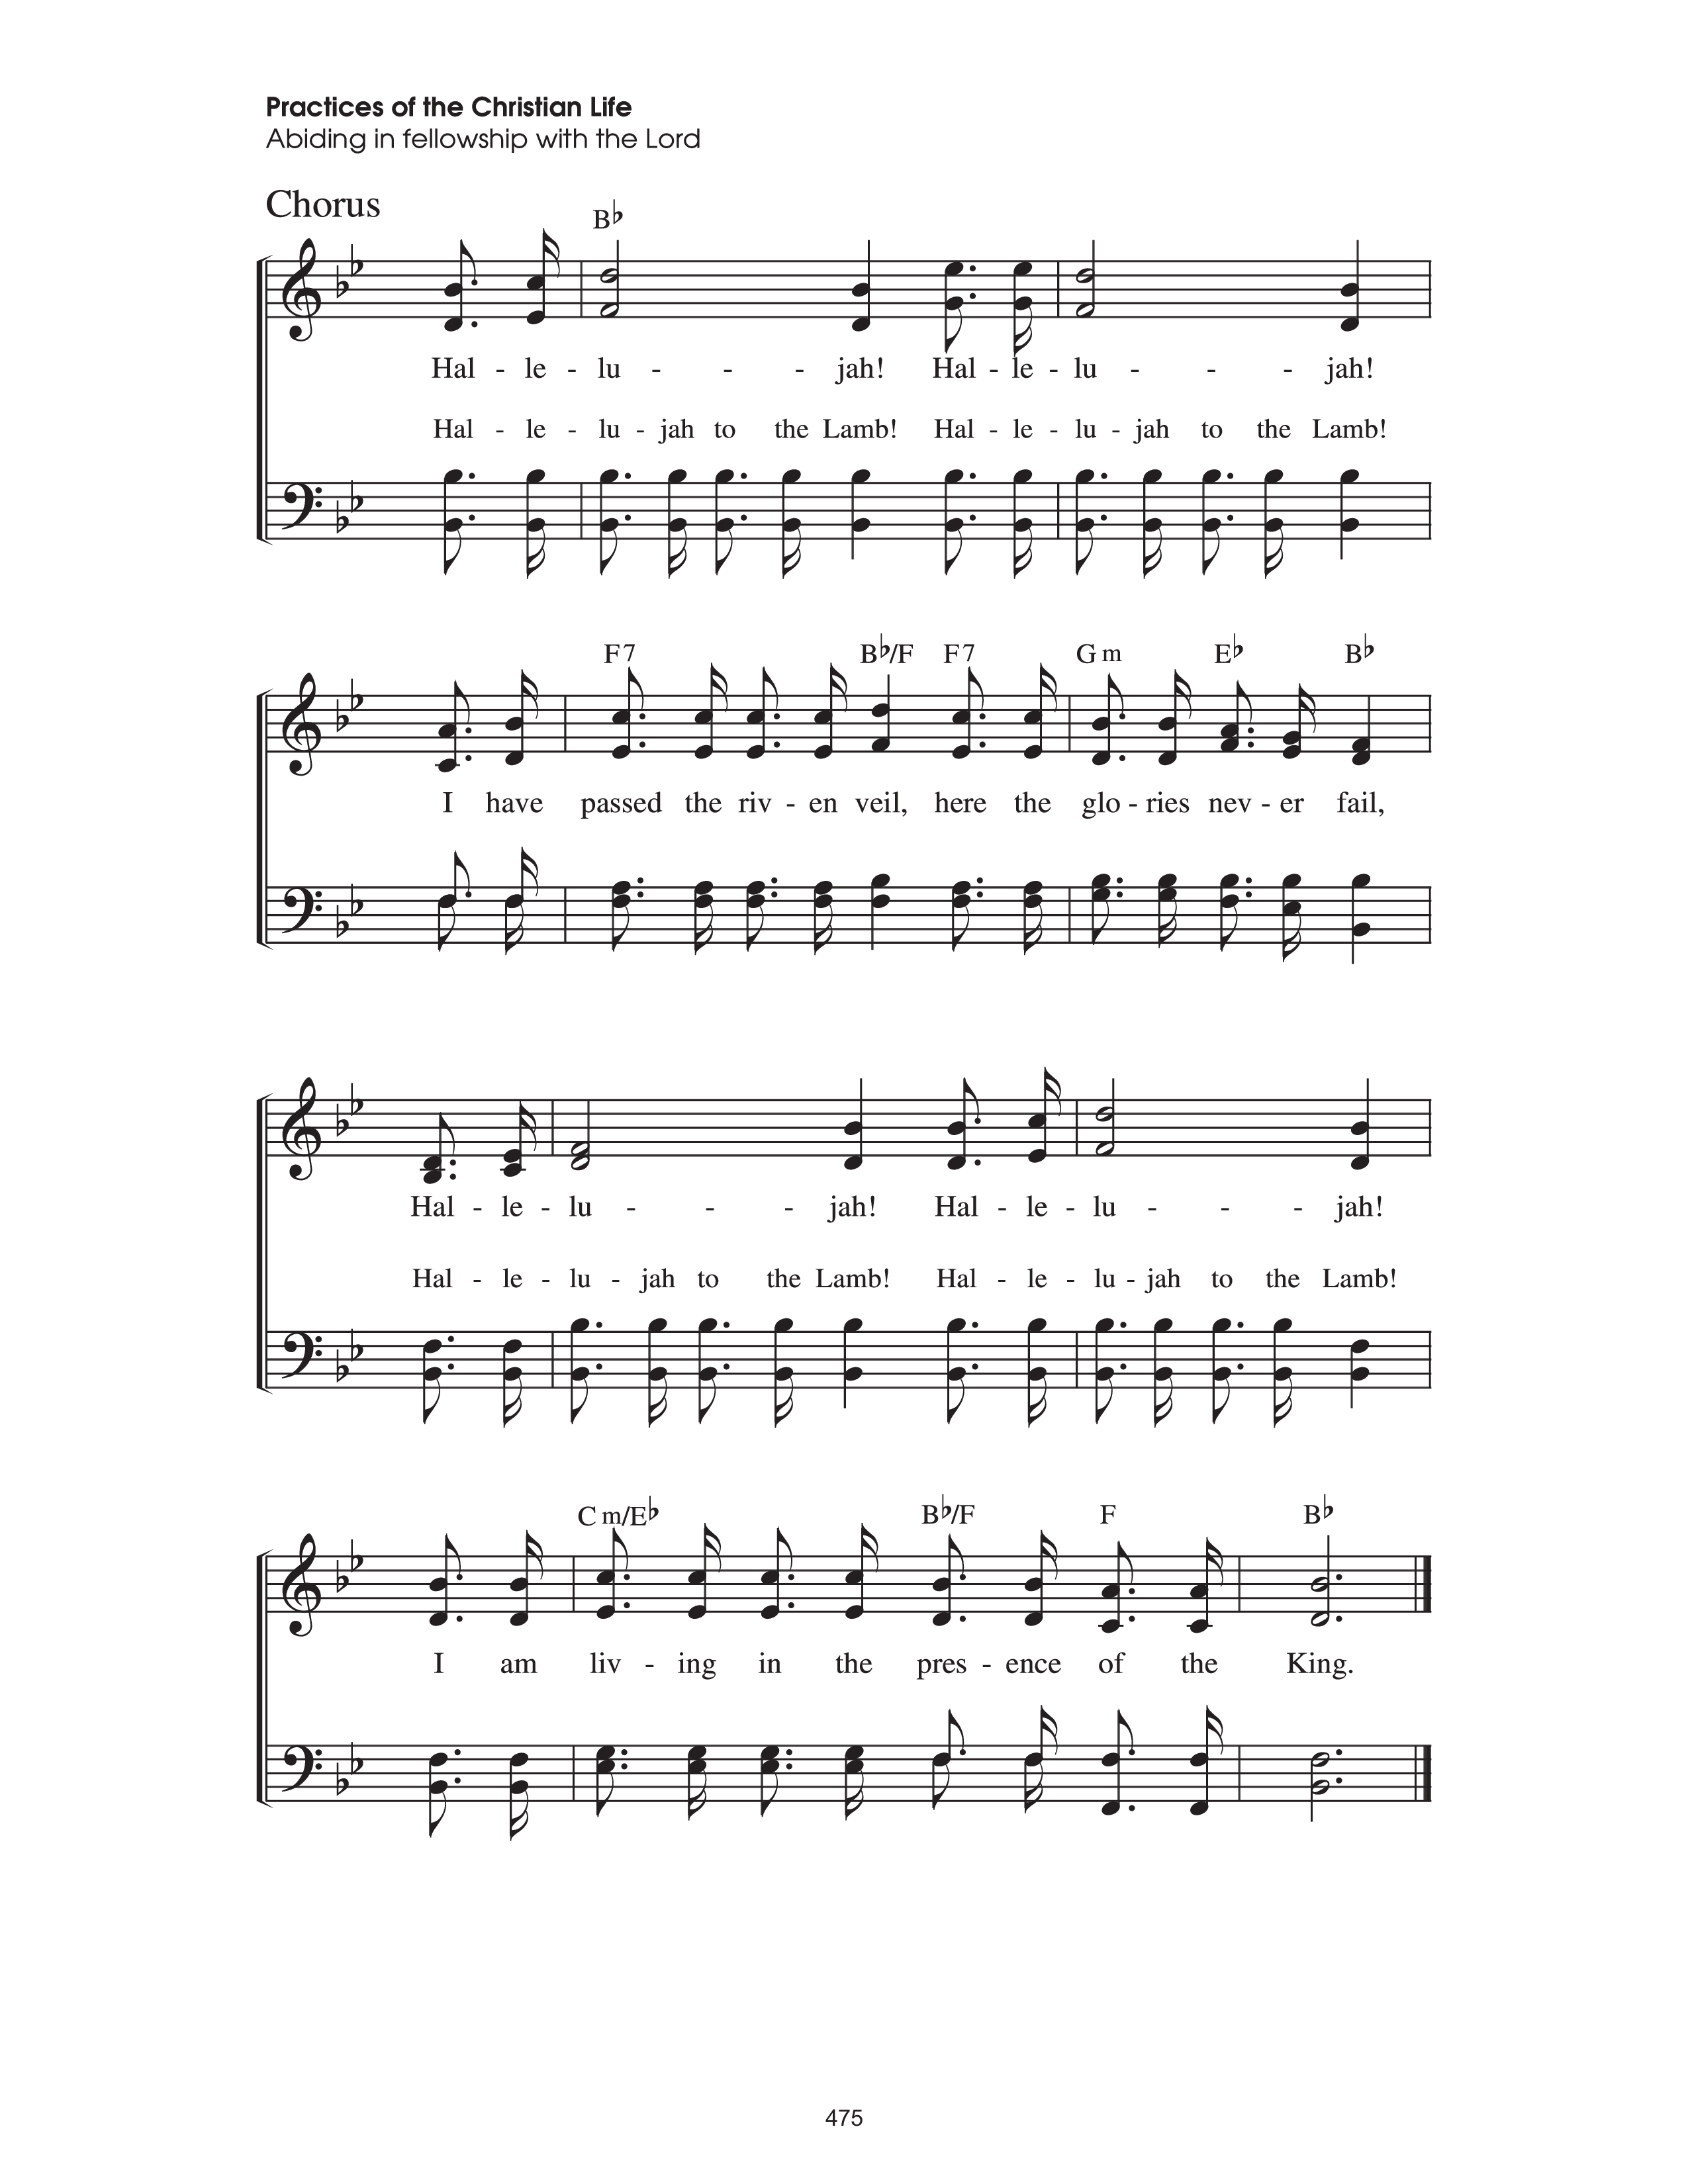 Practices of the Christian Life
Abiding in fellowship with the Lord
Chorus
B♭
Hal - le - lu - - - jah! Hal - le - lu - - - jah!
Hal - le - lu - jah to the Lamb! Hal - le - lu - jah to the Lamb!
F7 B♭/F F7 Gm E♭ B♭
I have passed the riv - en veil, here the glo - ries nev - er fail,
Hal - le - lu - - - jah! Hal - le - lu - - - jah!
Hal - le - lu - jah to the Lamb! Hal - le - lu - jah to the Lamb!
Cm/E♭ B♭/F F B♭
I am liv - ing in the pres - ence of the King.
475